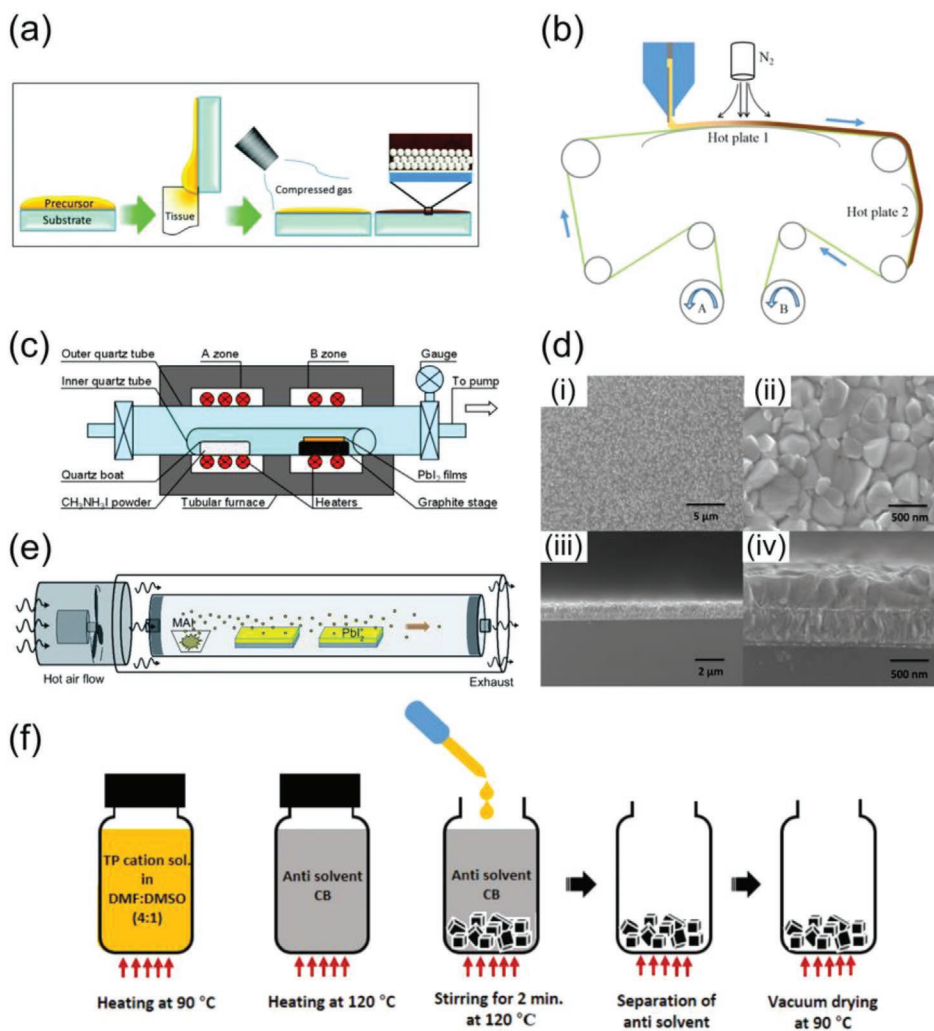 (a)
Precursor
Substrate
Tissue
Compressed gas
(b)
N2
Hot plate 1
Hot plate 2
A
B
(c)
Outer quartz tube
A zone
B zone
Gauge
Inner quartz tube
To pump
Quartz boat
PbI2 films
CH3NH3I powder
Tubular furnace
Heaters
Graphite stage
(d)
(i)
5 μm
(ii)
500 nm
(iii)
2 μm
(iv)
500 nm
(e)
MAI
PbI2
Hot air flow
Exhaust
(f)
TP cation sol.
in
DMF:DMSO
(4:1)
Heating at 90 °C
Anti solvent
CB
Heating at 120 °C
Anti solvent
CB
Stirring for 2 min.
at 120 °C
Separation of
anti solvent
Vacuum drying
at 90 °C